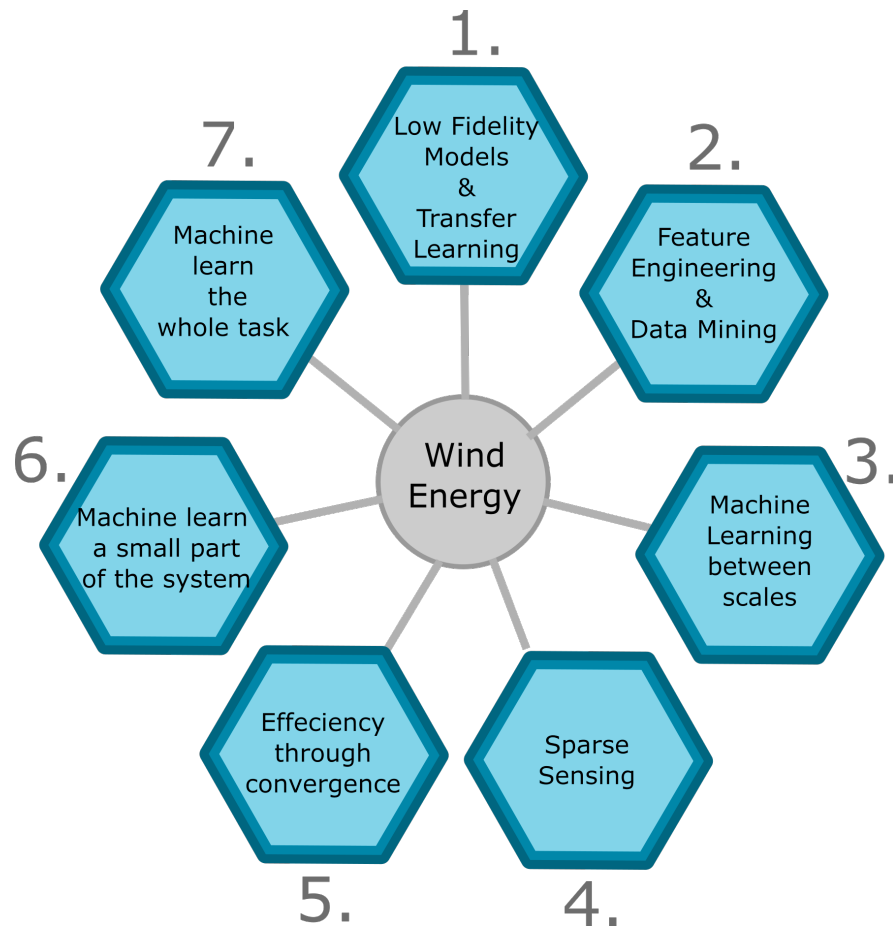 1.
Low Fidelity
Models
&
Transfer
Learning
2.
Feature
Engineering
&
Data Mining
3.
Machine
Learning
between
scales
4.
Sparse
Sensing
5.
Effeciency
through
convergence
6.
Machine learn
a small part
of the system
7.
Machine
learn
the
whole task
Wind
Energy